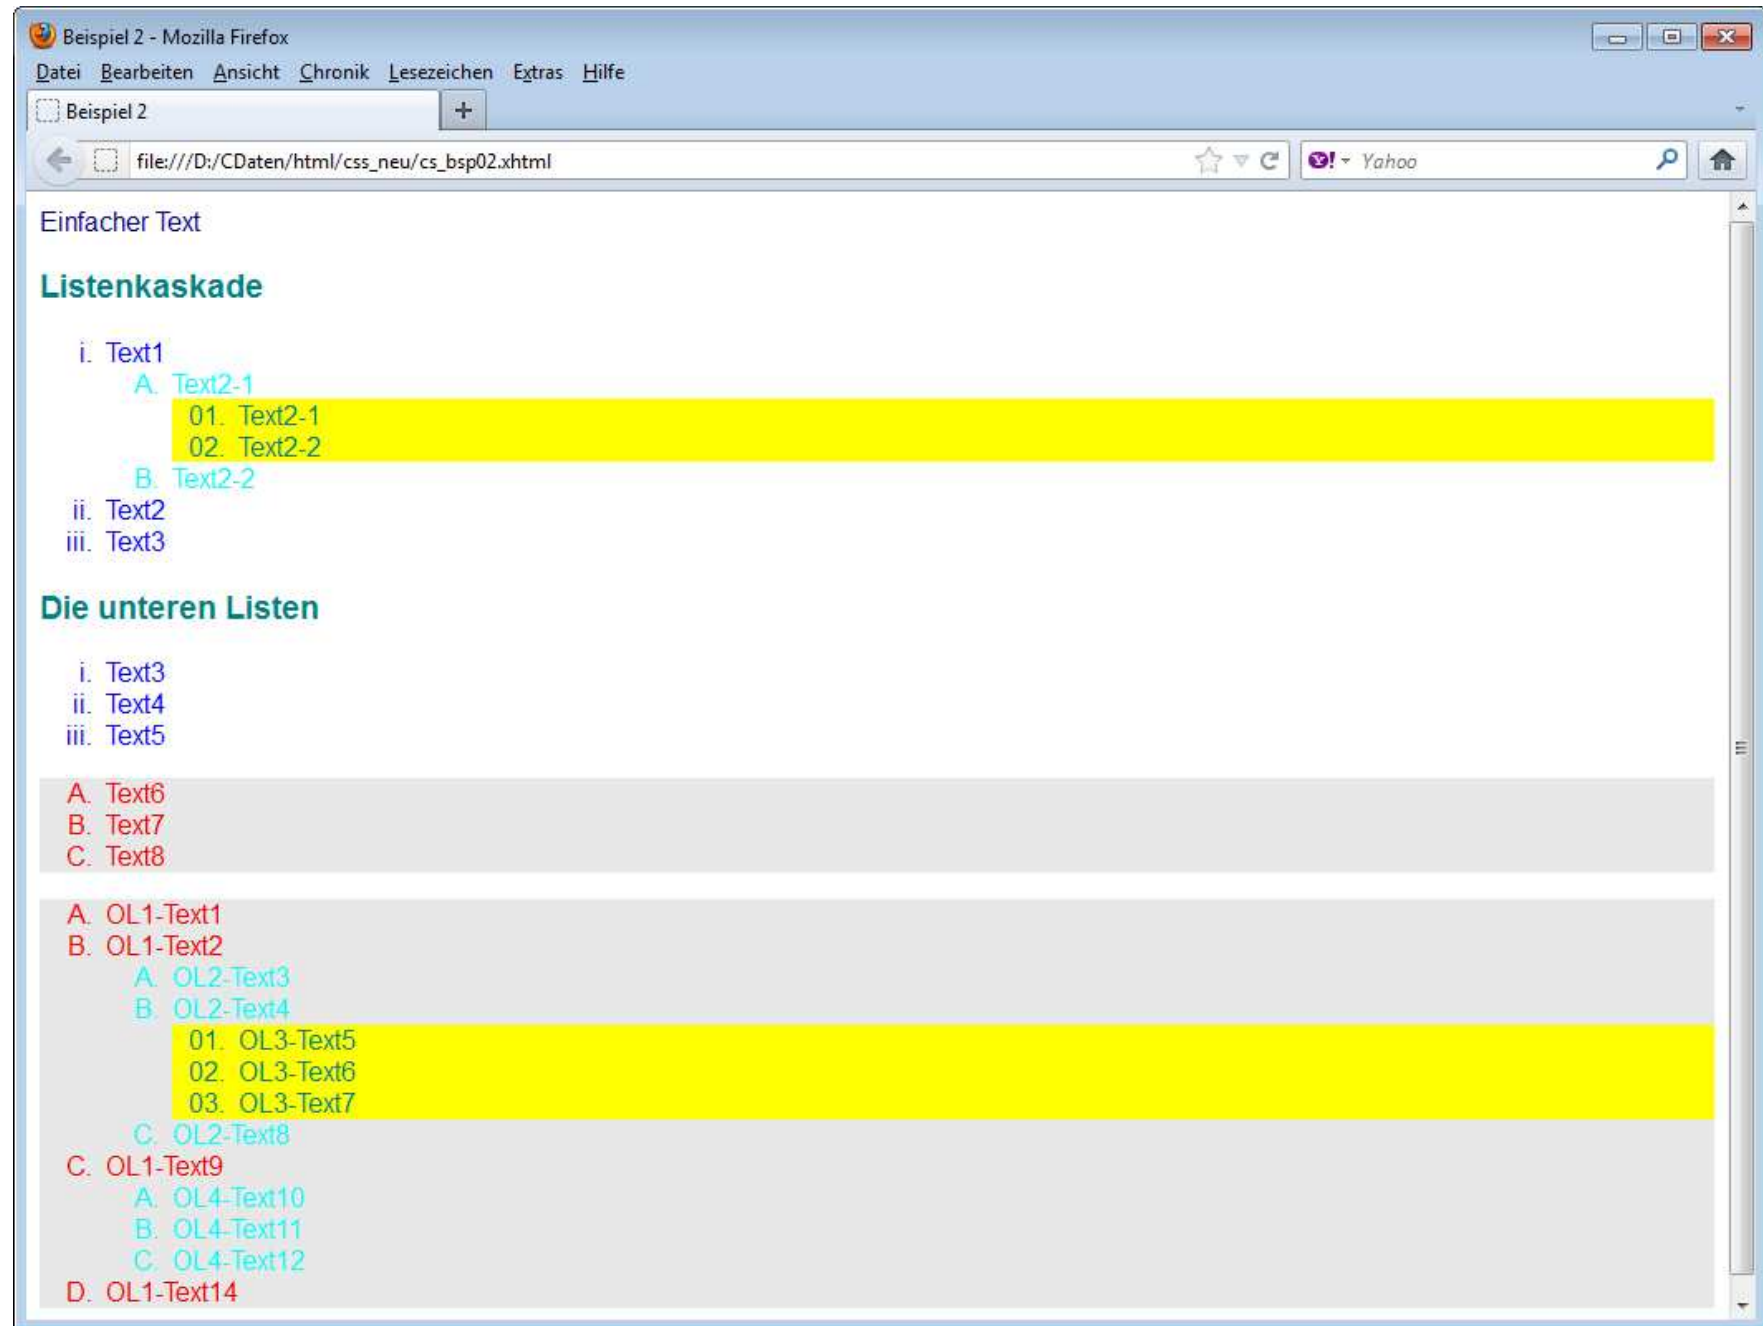 Beispiel 2 - Mozilla Firefox
Datei Bearbeiten Ansicht Chronik Lesezeichen Extras Hilfe
Beispiel 2 +
file:///D:/CDaten/html/css_neu/cs_bsp02.xhtml Yahoo
Einfacher Text
Listenkaskade
i. Text1
A. Text2-1
01. Text2-1
02. Text2-2
B. Text2-2
ii. Text2
iii. Text3
Die unteren Listen
i. Text3
ii. Text4
iii. Text5
A. Text6
B. Text7
C. Text8
A. OL1-Text1
B. OL1-Text2
A. OL2-Text3
B. OL2-Text4
01. OL3-Text5
02. OL3-Text6
03. OL3-Text7
C. OL2-Text8
C. OL1-Text9
A. OL4-Text10
B. OL4-Text11
C. OL4-Text12
D. OL1-Text14